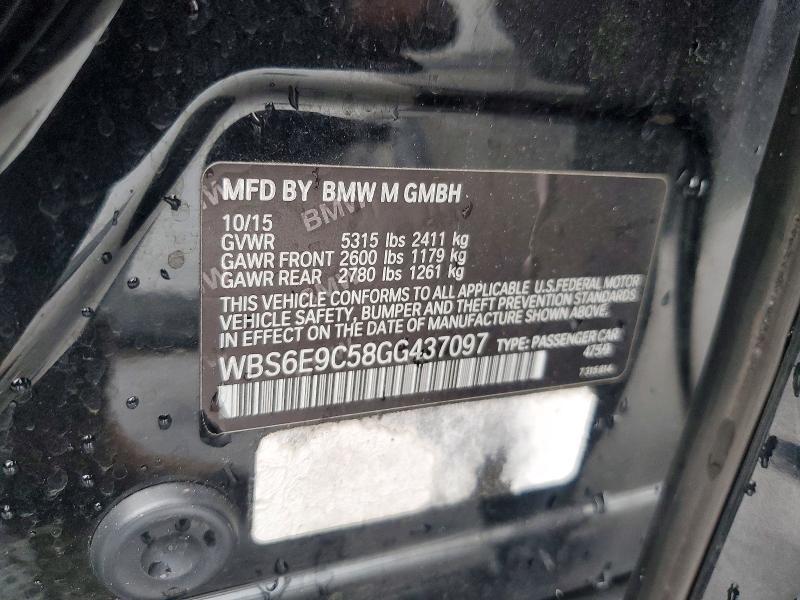 MFD BY BMW M GMBH
10/15
GVWR 5315 lbs 2411 kg
GAWR FRONT 2600 lbs 1179 kg
GAWR REAR 2780 lbs 1261 kg
THIS VEHICLE CONFORMS TO ALL APPLICABLE U.S.FEDERAL MOTOR
VEHICLE SAFETY, BUMPER AND THEFT PREVENTION STANDARDS
IN EFFECT ON THE DATE OF MANUFACTURE SHOWN ABOVE.
WBS6E9C58GG437097 TYPE: PASSENGER CAR